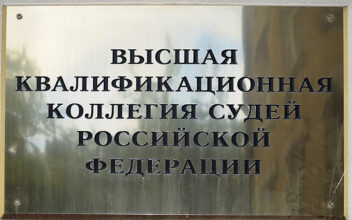 ВЫСШАЯ
КВАЛИФИКАЦИОННАЯ
КОЛЛЕГИЯ СУДЕЙ
РОССИЙСКОЙ
ФЕДЕРАЦИИ